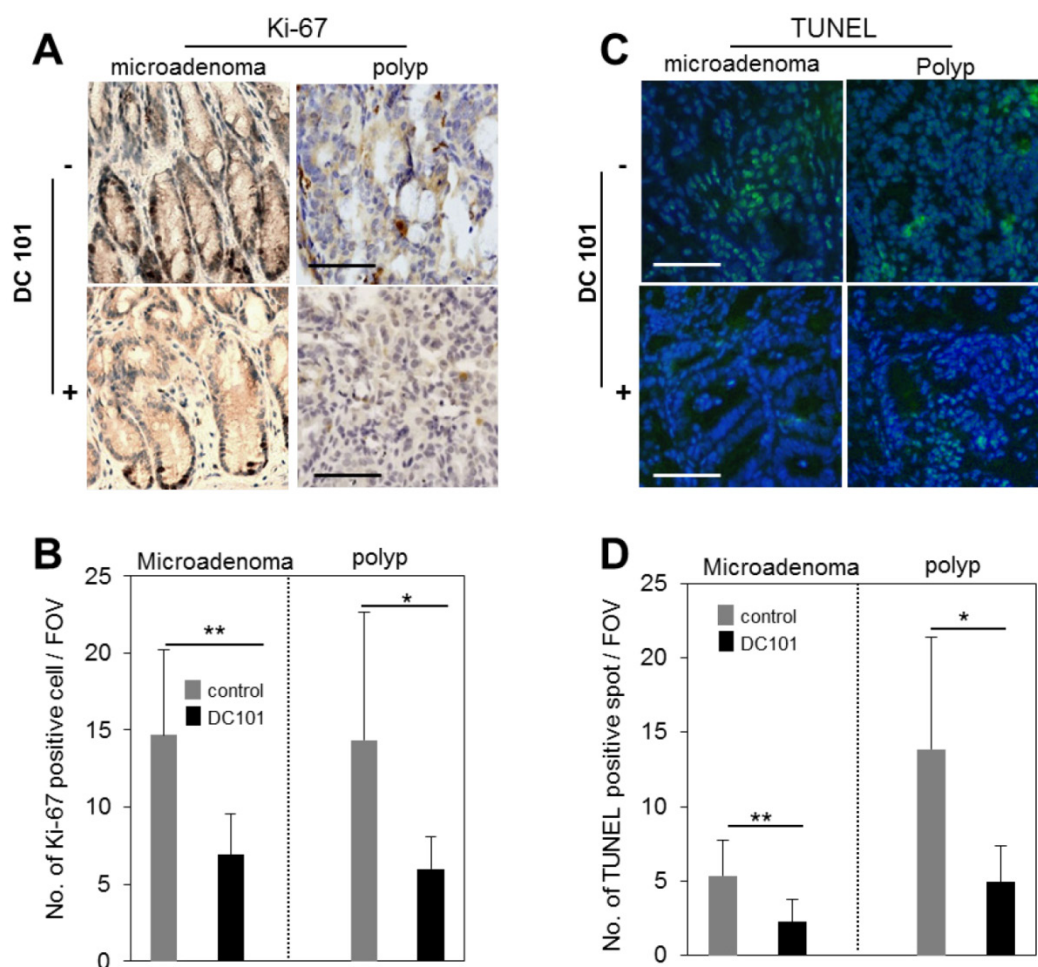 A
Ki-67
microadenoma
polyp
DC 101
-
+
B
Microadenoma
polyp
No. of Ki-67 positive cell / FOV
25
20
15
10
5
0
**
*
control
DC101
C
TUNEL
microadenoma
Polyp
DC 101
-
+
D
Microadenoma
polyp
No. of TUNEL positive spot / FOV
25
20
15
10
5
0
control
DC101
**
*